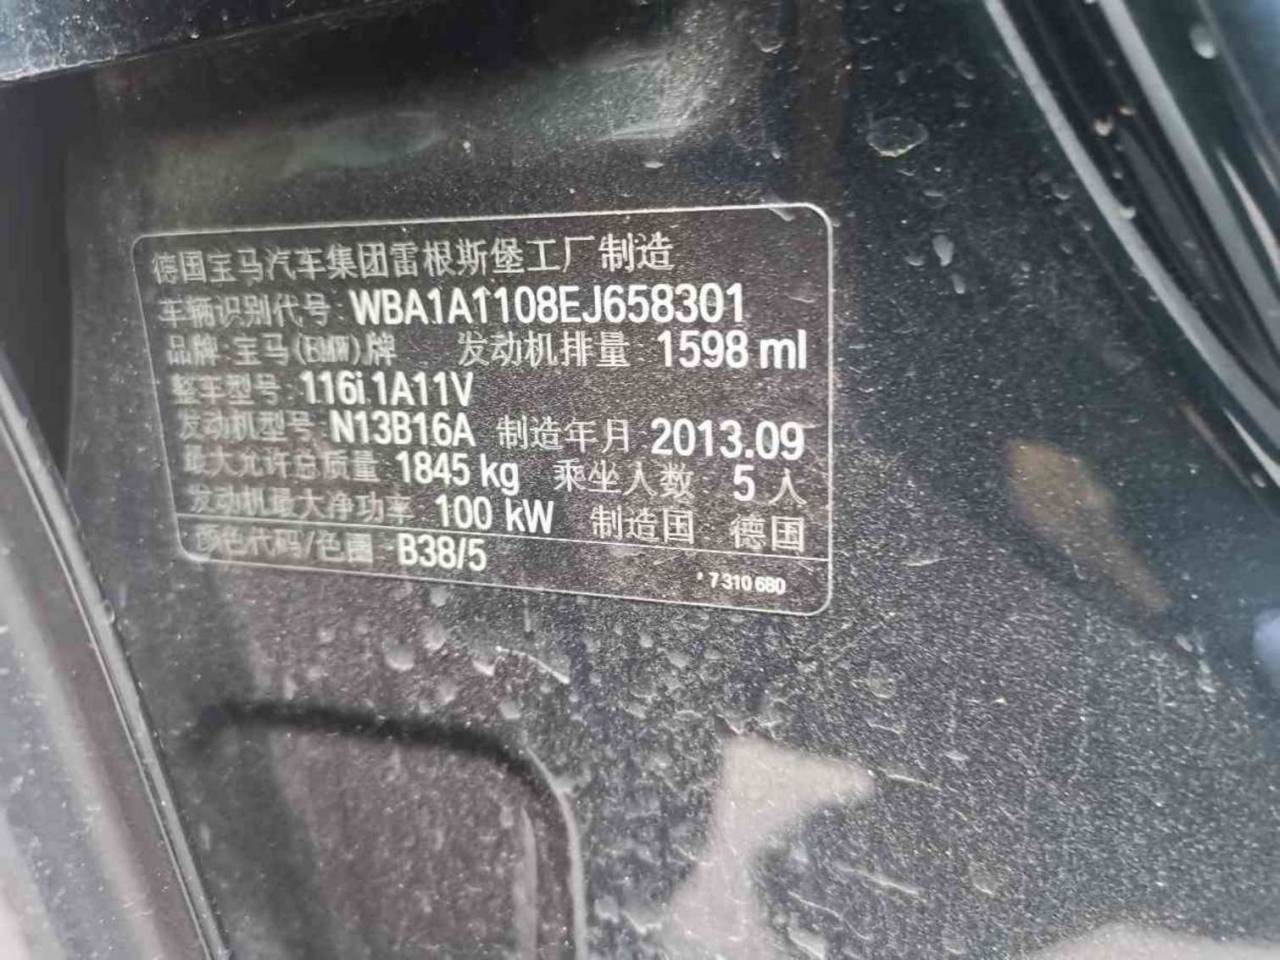 德国宝马汽车集团雷根斯堡工厂制造
车辆识别代号: WBA1A1108EJ658301
品牌: 宝马(BMW)牌 发动机排量 1598 ml
整车型号: 116i 1A11V
发动机型号: N13B16A 制造年月 2013.09
最大允许总质量 1845 kg 乘坐人数 5 人
发动机最大净功率 100 kW 制造国 德国
颜色代码/色圈 B38/5
* 7 310 680